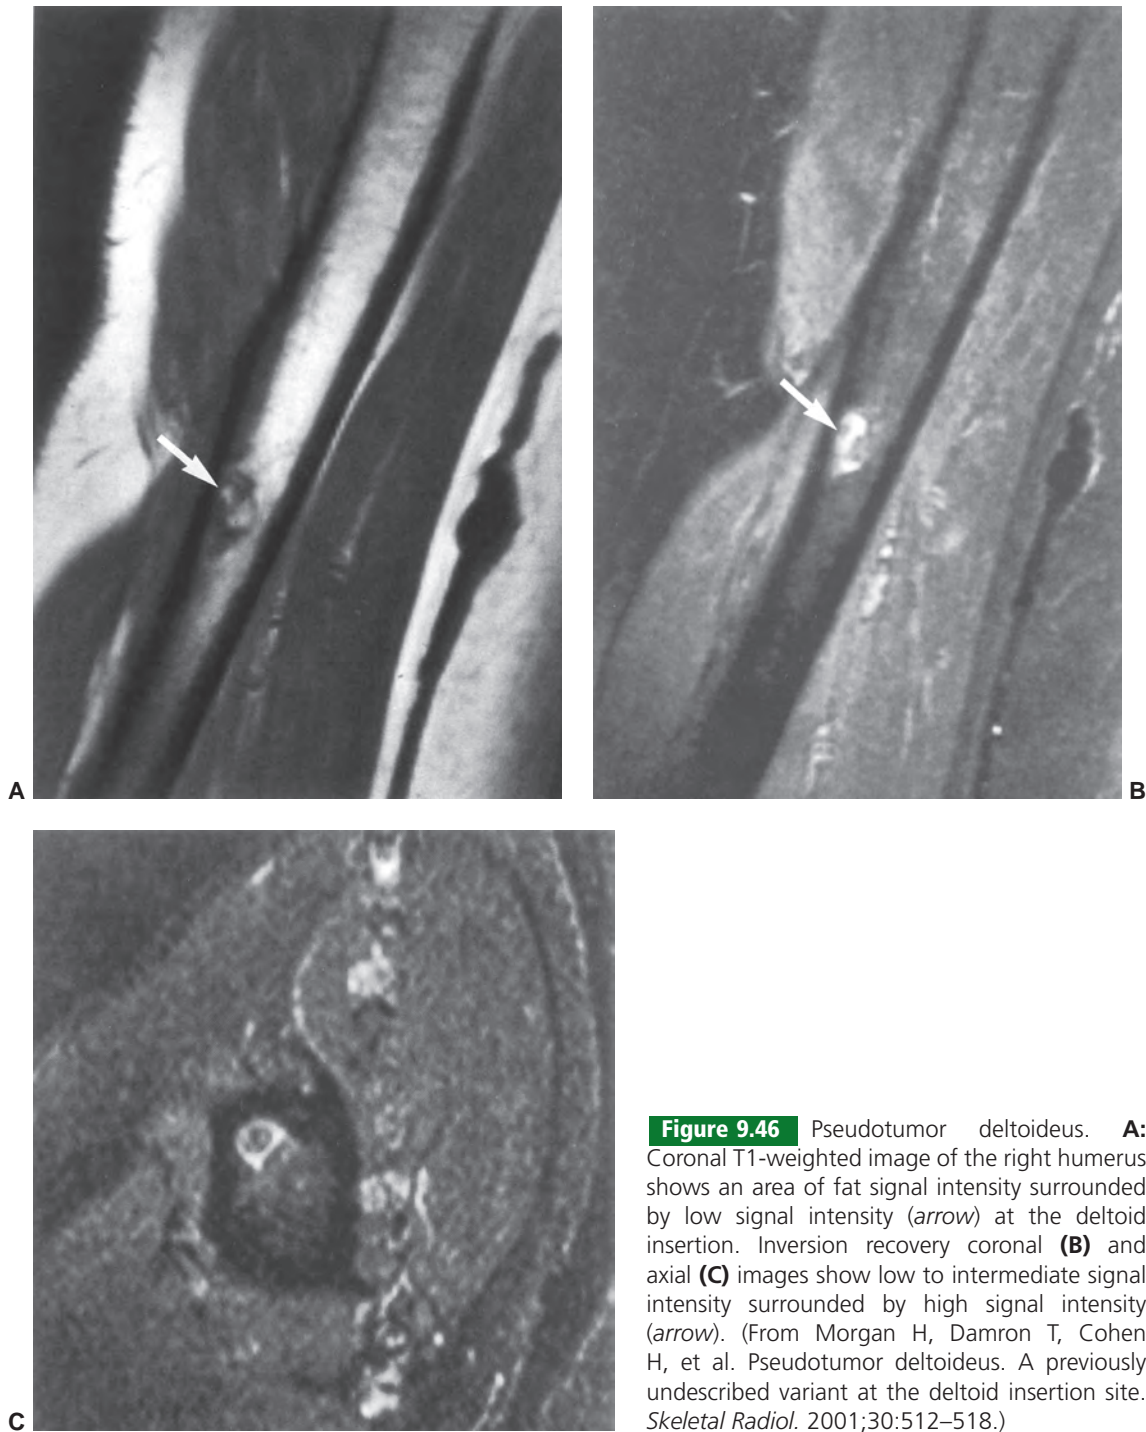 A
B
C
Figure 9.46 Pseudotumor deltoideus. A:
Coronal T1-weighted image of the right humerus
shows an area of fat signal intensity surrounded
by low signal intensity (arrow) at the deltoid
insertion. Inversion recovery coronal (B) and
axial (C) images show low to intermediate signal
intensity surrounded by high signal intensity
(arrow). (From Morgan H, Damron T, Cohen
H, et al. Pseudotumor deltoideus. A previously
undescribed variant at the deltoid insertion site.
Skeletal Radiol. 2001;30:512–518.)